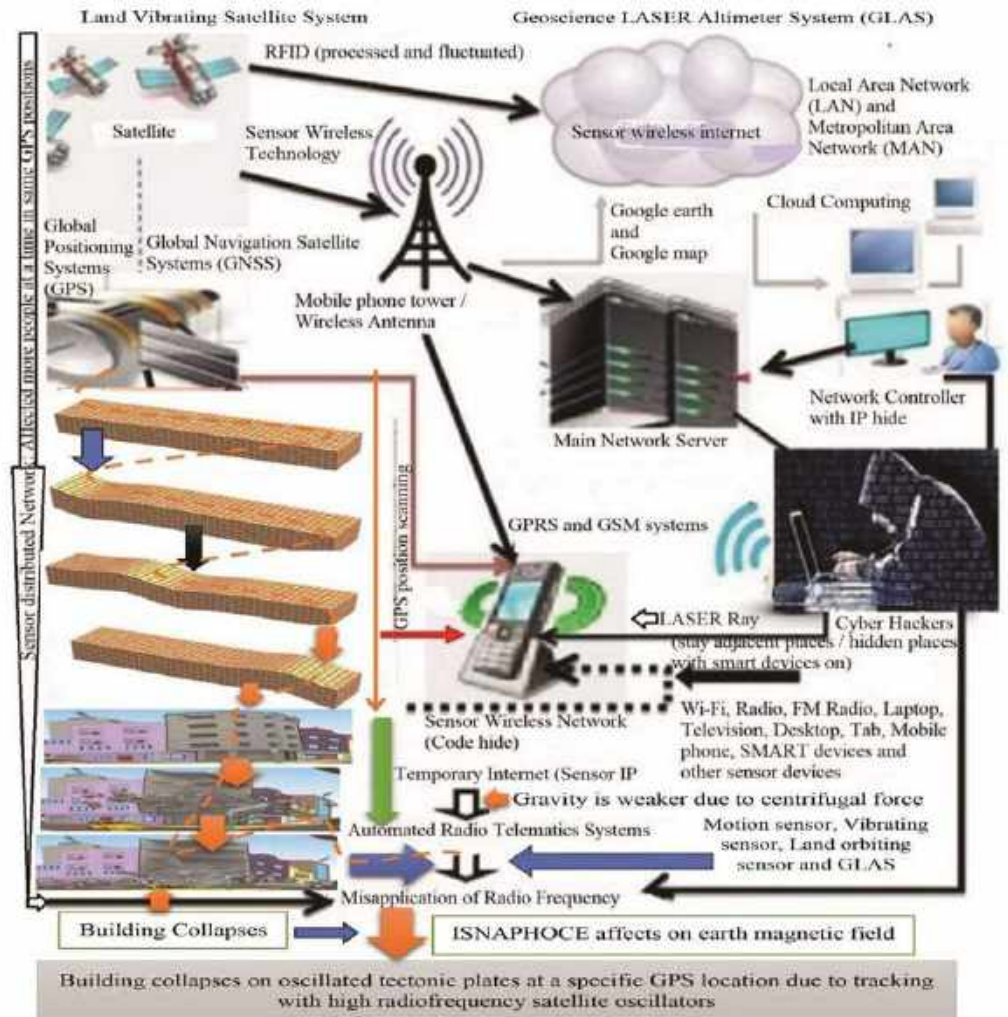 Land Vibrating Satellite System
Geoscience LASER Altimeter System (GLAS)
RFID (processed and fluctuated)
Satellite
Sensor Wireless
Technology
Sensor wireless internet
Local Area Network
(LAN) and
Metropolitan Area
Network (MAN)
Global
Positioning
Systems
(GPS)
Global Navigation Satellite
Systems (GNSS)
Google earth
and
Google map
Cloud Computing
Mobile phone tower /
Wireless Antenna
Network Controller
with IP hide
Main Network Server
Sensor distributed Network, Affected more people at a time in same GPS positions
GPS position scanning
GPRS and GSM systems
LASER Ray
(stay adjacent places / hidden places
with smart devices on)
Cyber Hackers
Sensor Wireless Network
(Code hide)
Wi-Fi, Radio, FM Radio, Laptop,
Television, Desktop, Tab, Mobile
phone, SMART devices and
other sensor devices
Temporary Internet (Sensor IP
Gravity is weaker due to centrifugal force
Automated Radio Telematics Systems
Motion sensor, Vibrating
sensor, Land orbiting
sensor and GLAS
Misapplication of Radio Frequency
Building Collapses
ISNAPHOCE affects on earth magnetic field
Building collapses on oscillated tectonic plates at a specific GPS location due to tracking
with high radiofrequency satellite oscillators